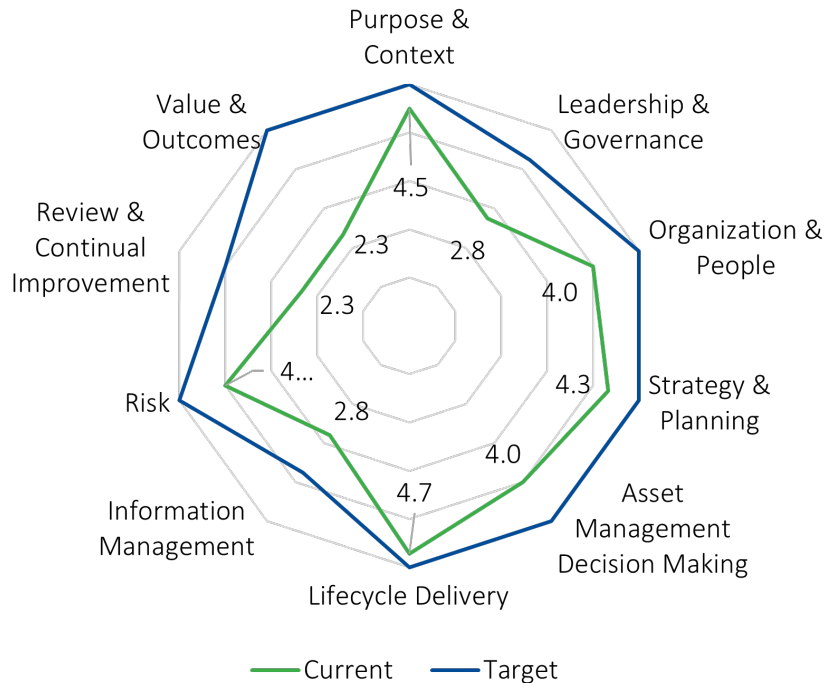 Purpose &
Context
Value &
Outcomes
Leadership &
Governance
4.5
2.3
2.8
Review &
Continual
Improvement
Organization &
People
4.0
2.3
4...
4.3
Risk
Strategy &
Planning
2.8
4.0
4.7
Information
Management
Asset
Management
Decision Making
Lifecycle Delivery
Current
Target